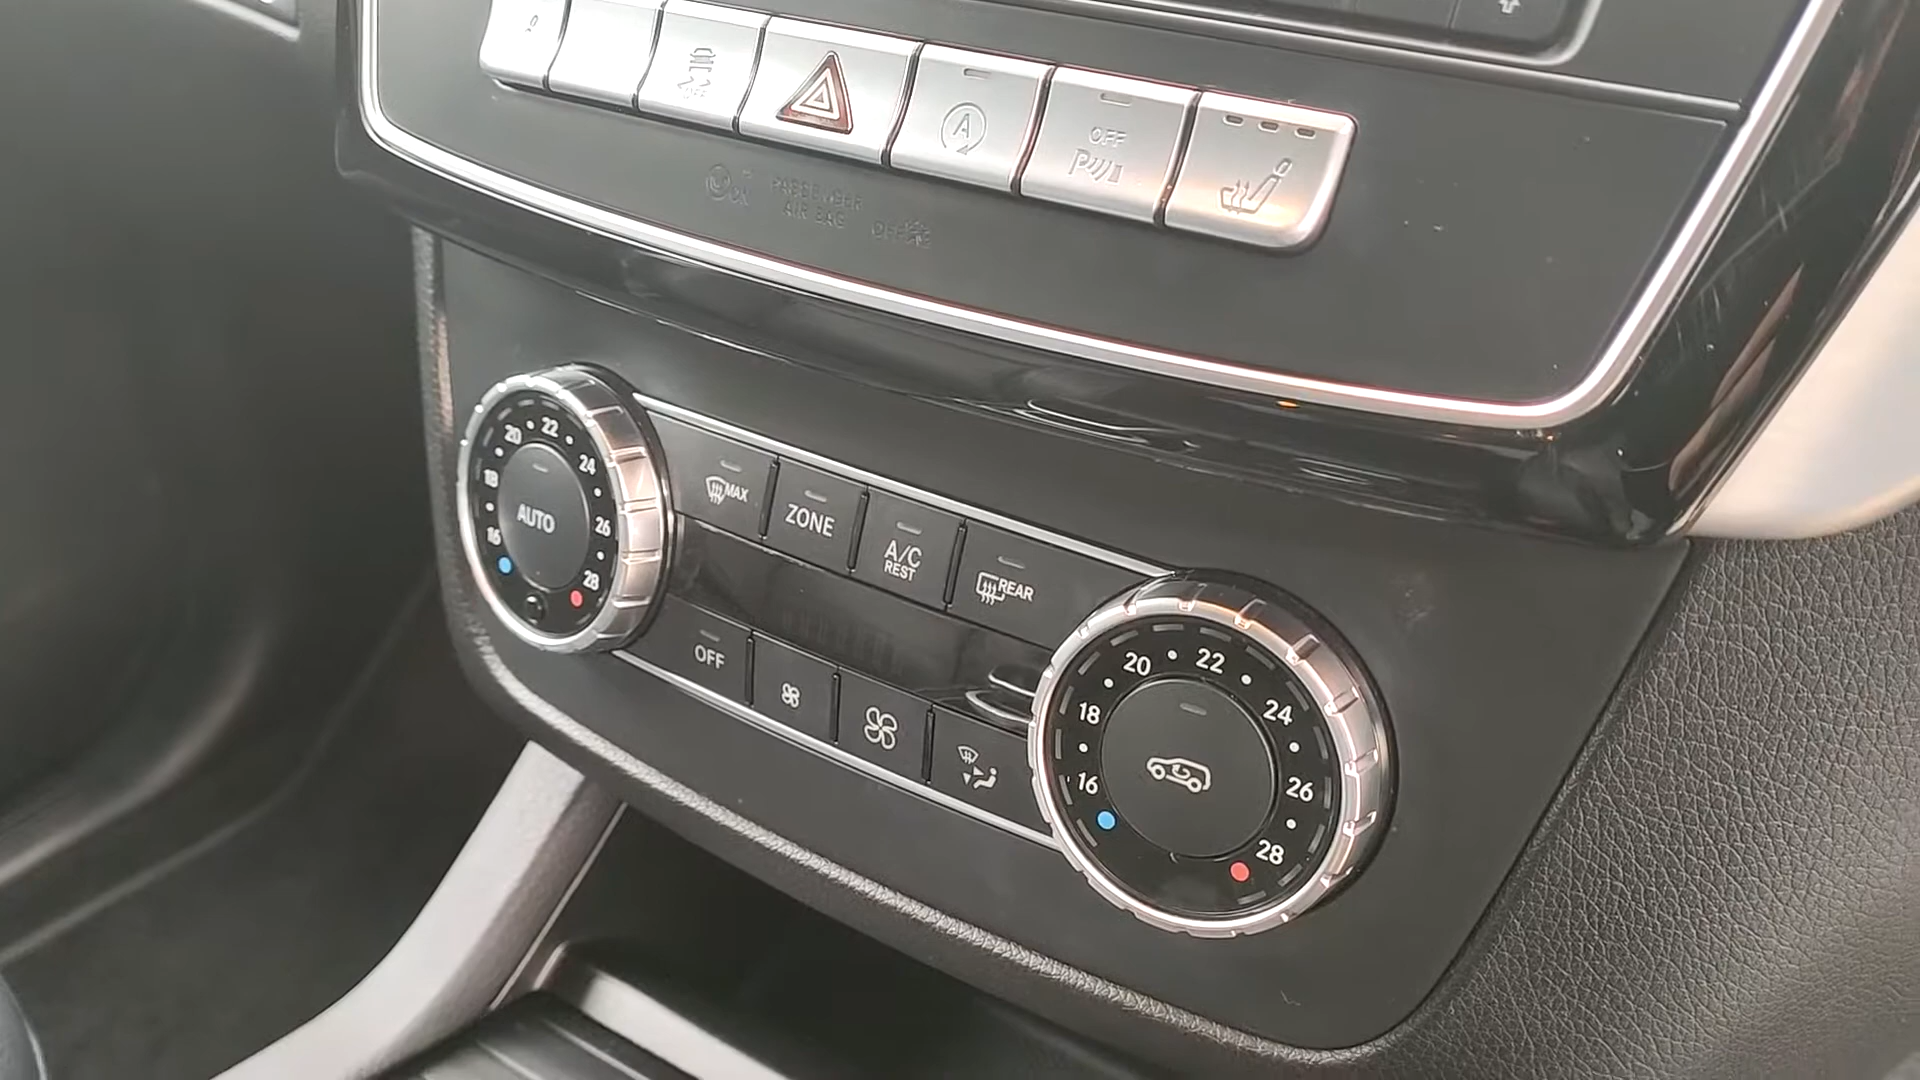 OFF
A
OFF
P
PASSENGER
AIR BAG OFF
20 22 24 18 26 16 28
AUTO
MAX
ZONE
A/C
REST
REAR
OFF
20 22 24 18 26 16 28